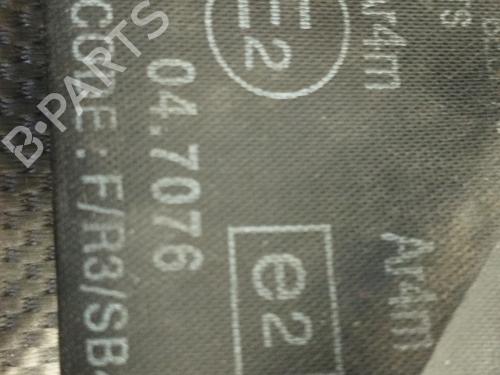 E2
Ar4m
04.7076
CODE: F/R3/SB
e2
Ar4m
B-PARTS